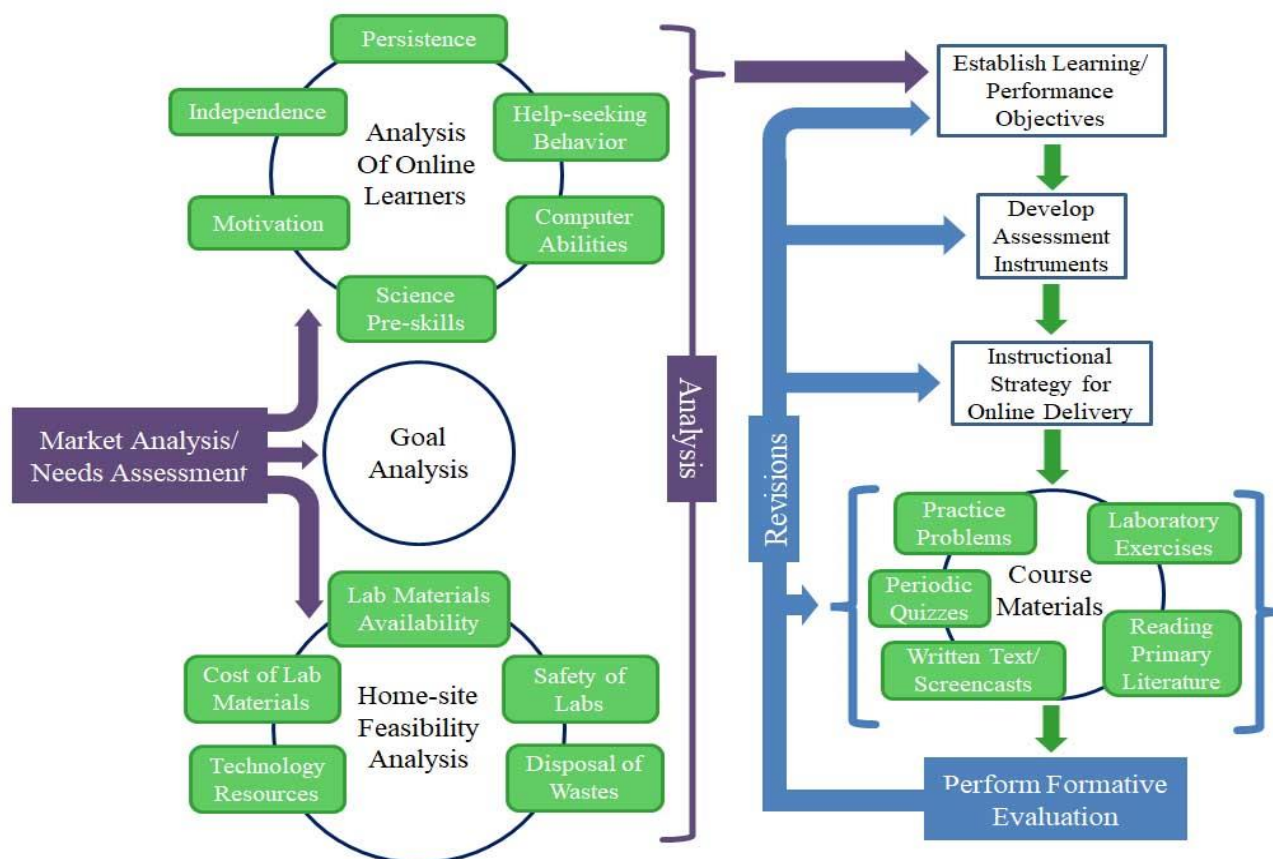 Persistence
Independence
Help-seeking
Behavior
Analysis
Of Online
Learners
Motivation
Computer
Abilities
Science
Pre-skills
Market Analysis/
Needs Assessment
Goal
Analysis
Lab Materials
Availability
Cost of Lab
Materials
Safety of
Labs
Home-site
Feasibility
Analysis
Technology
Resources
Disposal of
Wastes
Analysis
Establish Learning/
Performance
Objectives
Develop
Assessment
Instruments
Instructional
Strategy for
Online Delivery
Revisions
Practice
Problems
Laboratory
Exercises
Periodic
Quizzes
Course
Materials
Written Text/
Screencasts
Reading
Primary
Literature
Perform Formative
Evaluation